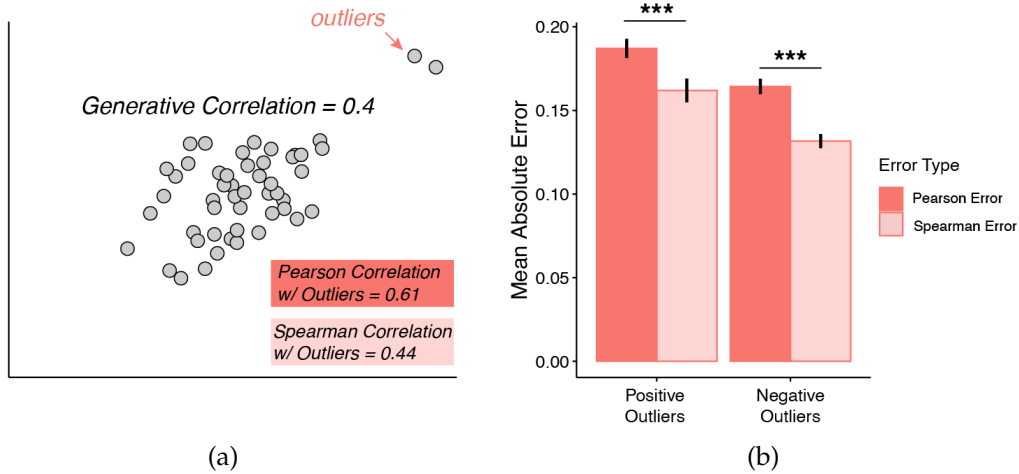 outliers
Generative Correlation = 0.4
Pearson Correlation
w/ Outliers = 0.61
Spearman Correlation
w/ Outliers = 0.44
(a)
Mean Absolute Error
0.20
0.15
0.10
0.05
0.00
***
***
Positive
Outliers
Negative
Outliers
Error Type
Pearson Error
Spearman Error
(b)